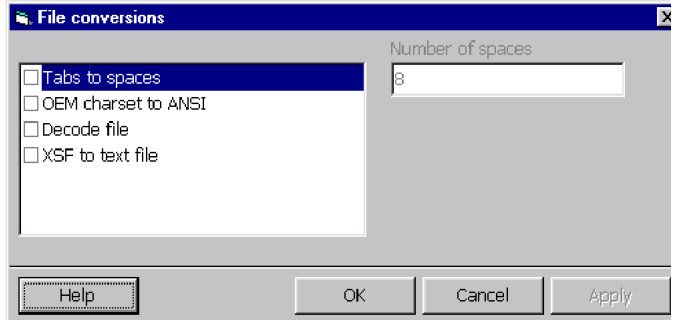 File conversions
Number of spaces
Tabs to spaces
8
OEM charset to ANSI
Decode file
XSF to text file
Help
OK
Cancel
Apply